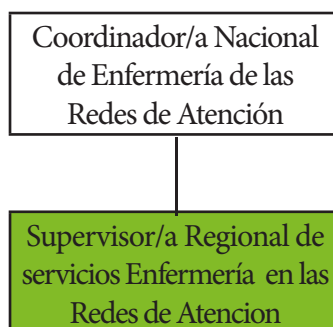 Coordinador/a Nacional
de Enfermería de las
Redes de Atención
Supervisor/a Regional de
servicios Enfermería en las
Redes de Atencion